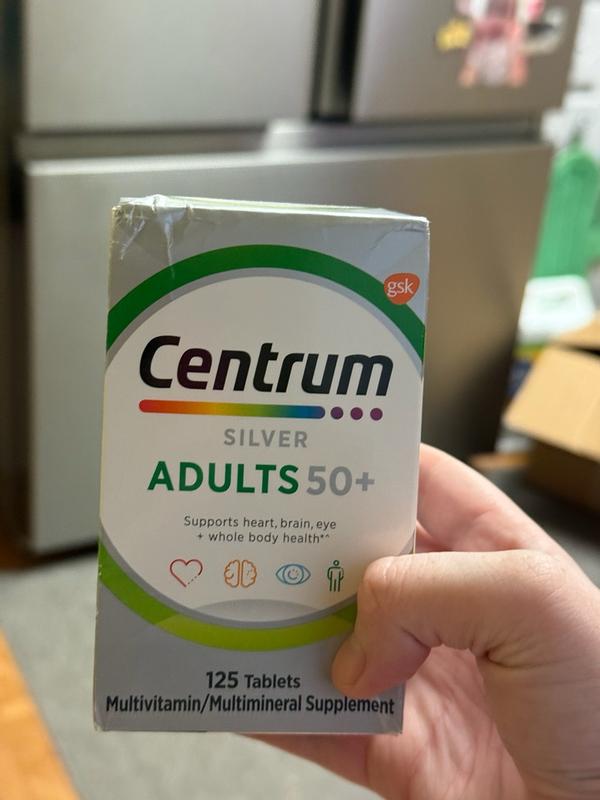 gsk
Centrum
SILVER
ADULTS 50+
Supports heart, brain, eye
+ whole body health*^
125 Tablets
Multivitamin/Multimineral Supplement